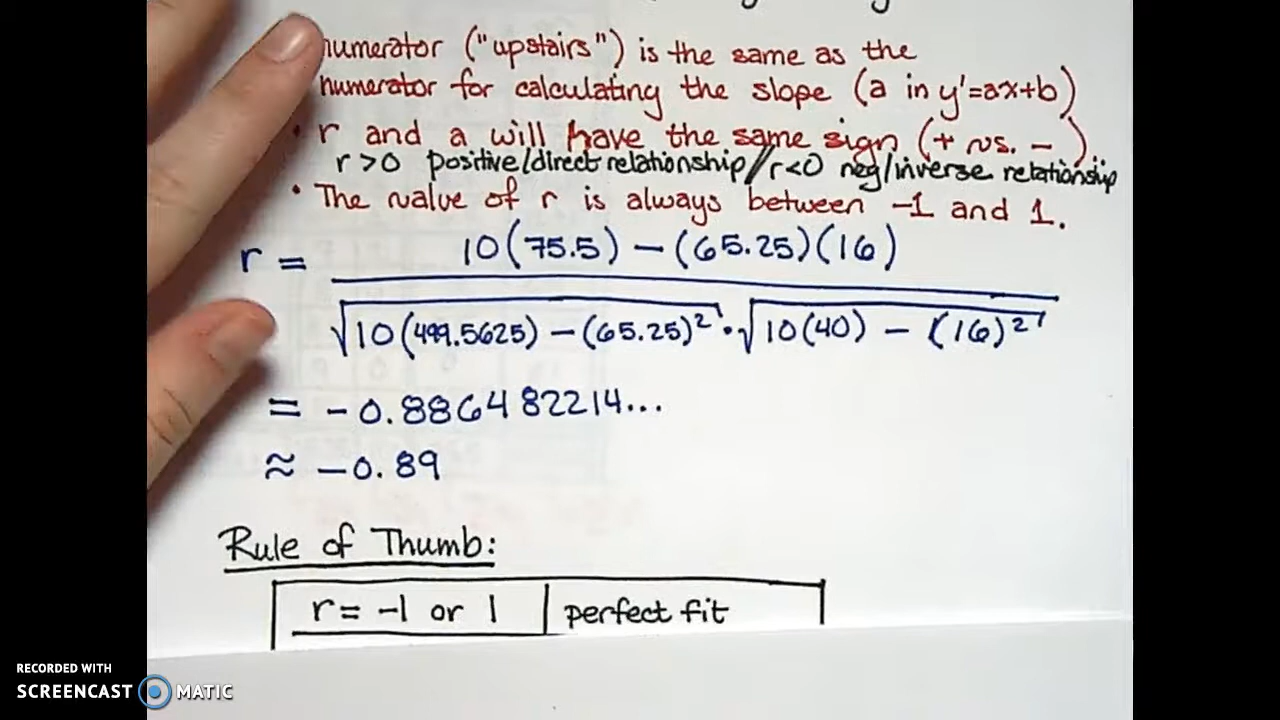 numerator ("upstairs") is the same as the
numerator for calculating the slope (a in y'=ax+b)
• r and a will have the same sign (+ vs. -)
r>0 positive/direct relationship // r<0 neg/inverse relationship
• The value of r is always between -1 and 1.
r = 10(75.5) - (65.25)(16)
√10(499.5625) - (65.25)² · √10(40) - (16)²
= -0.8864 82214...
≈ -0.89
Rule of Thumb:
r = -1 or 1 | perfect fit
RECORDED WITH
SCREENCAST MATIC